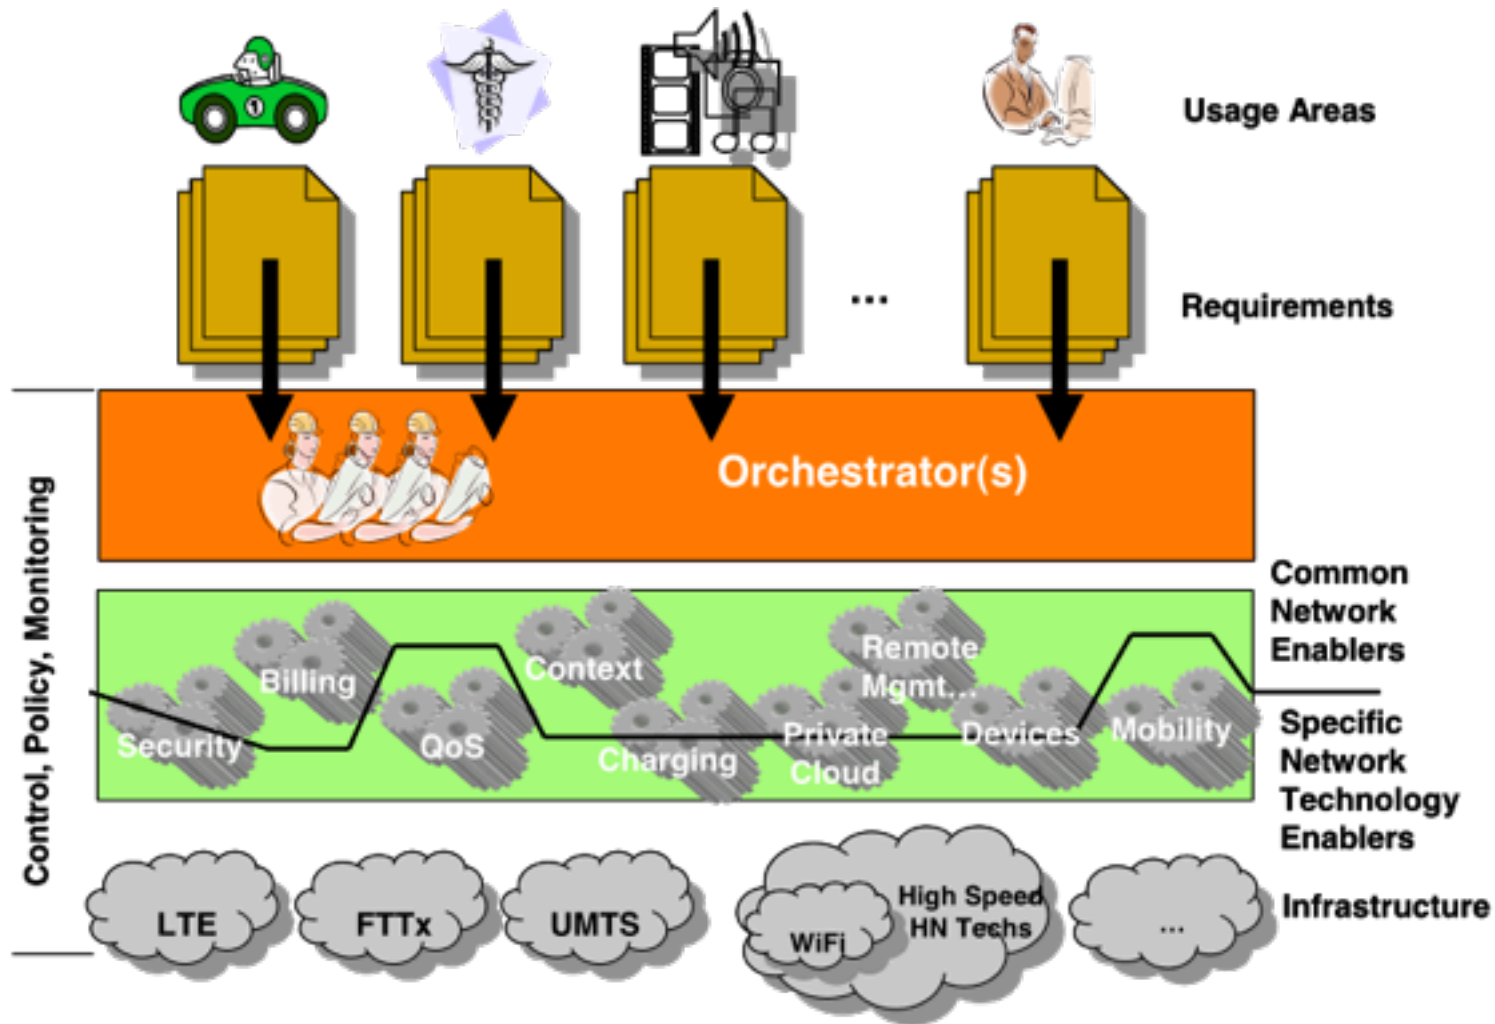 1
Usage Areas
...
Requirements
Control, Policy, Monitoring
Orchestrator(s)
Common
Network
Enablers
Billing
Context
Remote
Mgmt...
Security
QoS
Charging
Private
Cloud
Devices
Mobility
Specific
Network
Technology
Enablers
LTE
FTTx
UMTS
WiFi
High Speed
HN Techs
...
Infrastructure